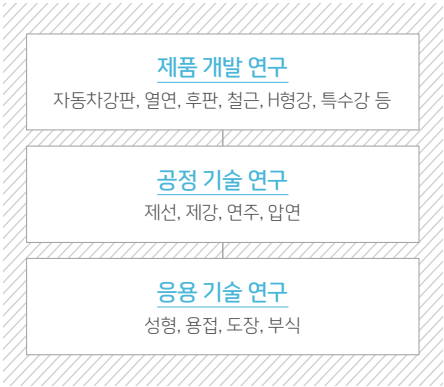 제품 개발 연구
자동차강판, 열연, 후판, 철근, H형강, 특수강 등
공정 기술 연구
제선, 제강, 연주, 압연
응용 기술 연구
성형, 용접, 도장, 부식